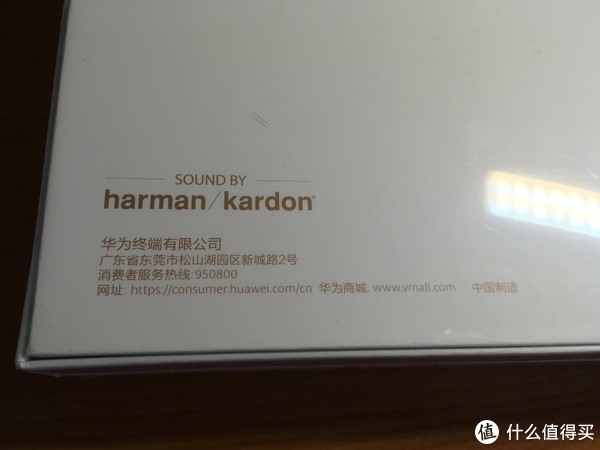 SOUND BY
harman/kardon®
华为终端有限公司
广东省东莞市松山湖园区新城路2号
消费者服务热线:950800
网址: https://consumer.huawei.com/cn 华为商城: www.vmall.com 中国制造
值 什么值得买